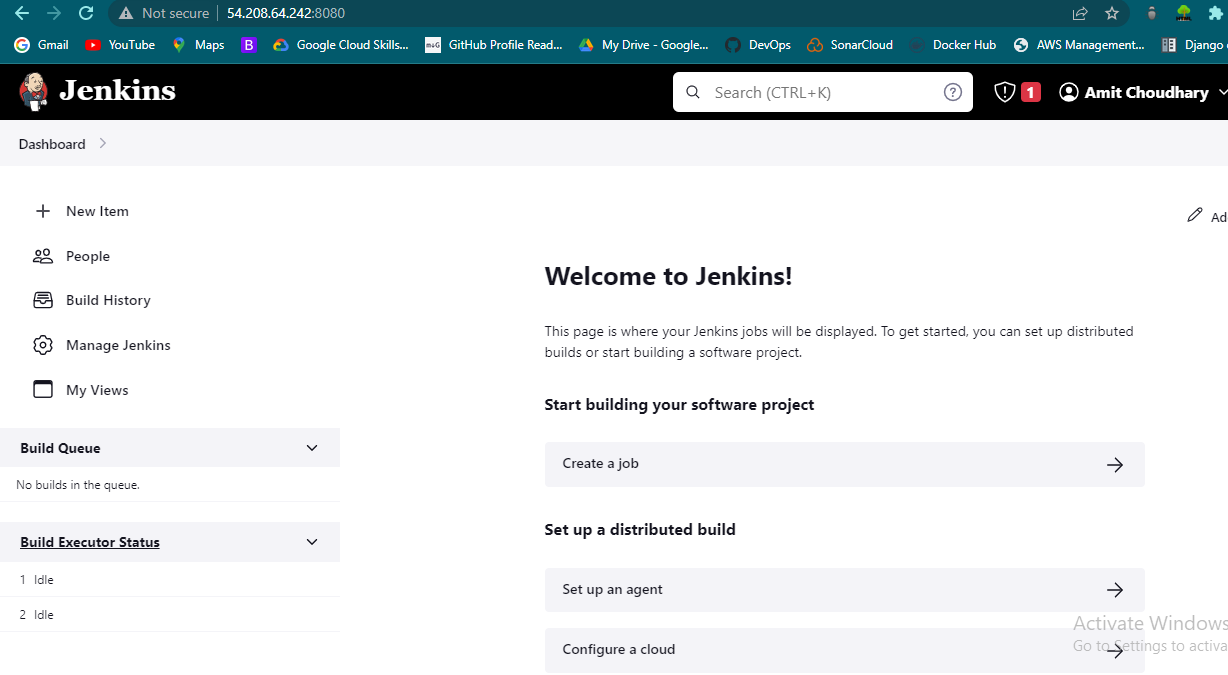 Not secure | 54.208.64.242:8080
Gmail YouTube Maps B Google Cloud Skills... GitHub Profile Read... My Drive - Google... DevOps SonarCloud Docker Hub AWS Management... Django
Jenkins Search (CTRL+K) ? 1 Amit Choudhary
Dashboard
New Item
Ad
People
Build History
Manage Jenkins
My Views
Build Queue
No builds in the queue.
Build Executor Status
1 Idle
2 Idle
Welcome to Jenkins!
This page is where your Jenkins jobs will be displayed. To get started, you can set up distributed
builds or start building a software project.
Start building your software project
Create a job
Set up a distributed build
Set up an agent
Configure a cloud
Activate Windows
Go to Settings to activa